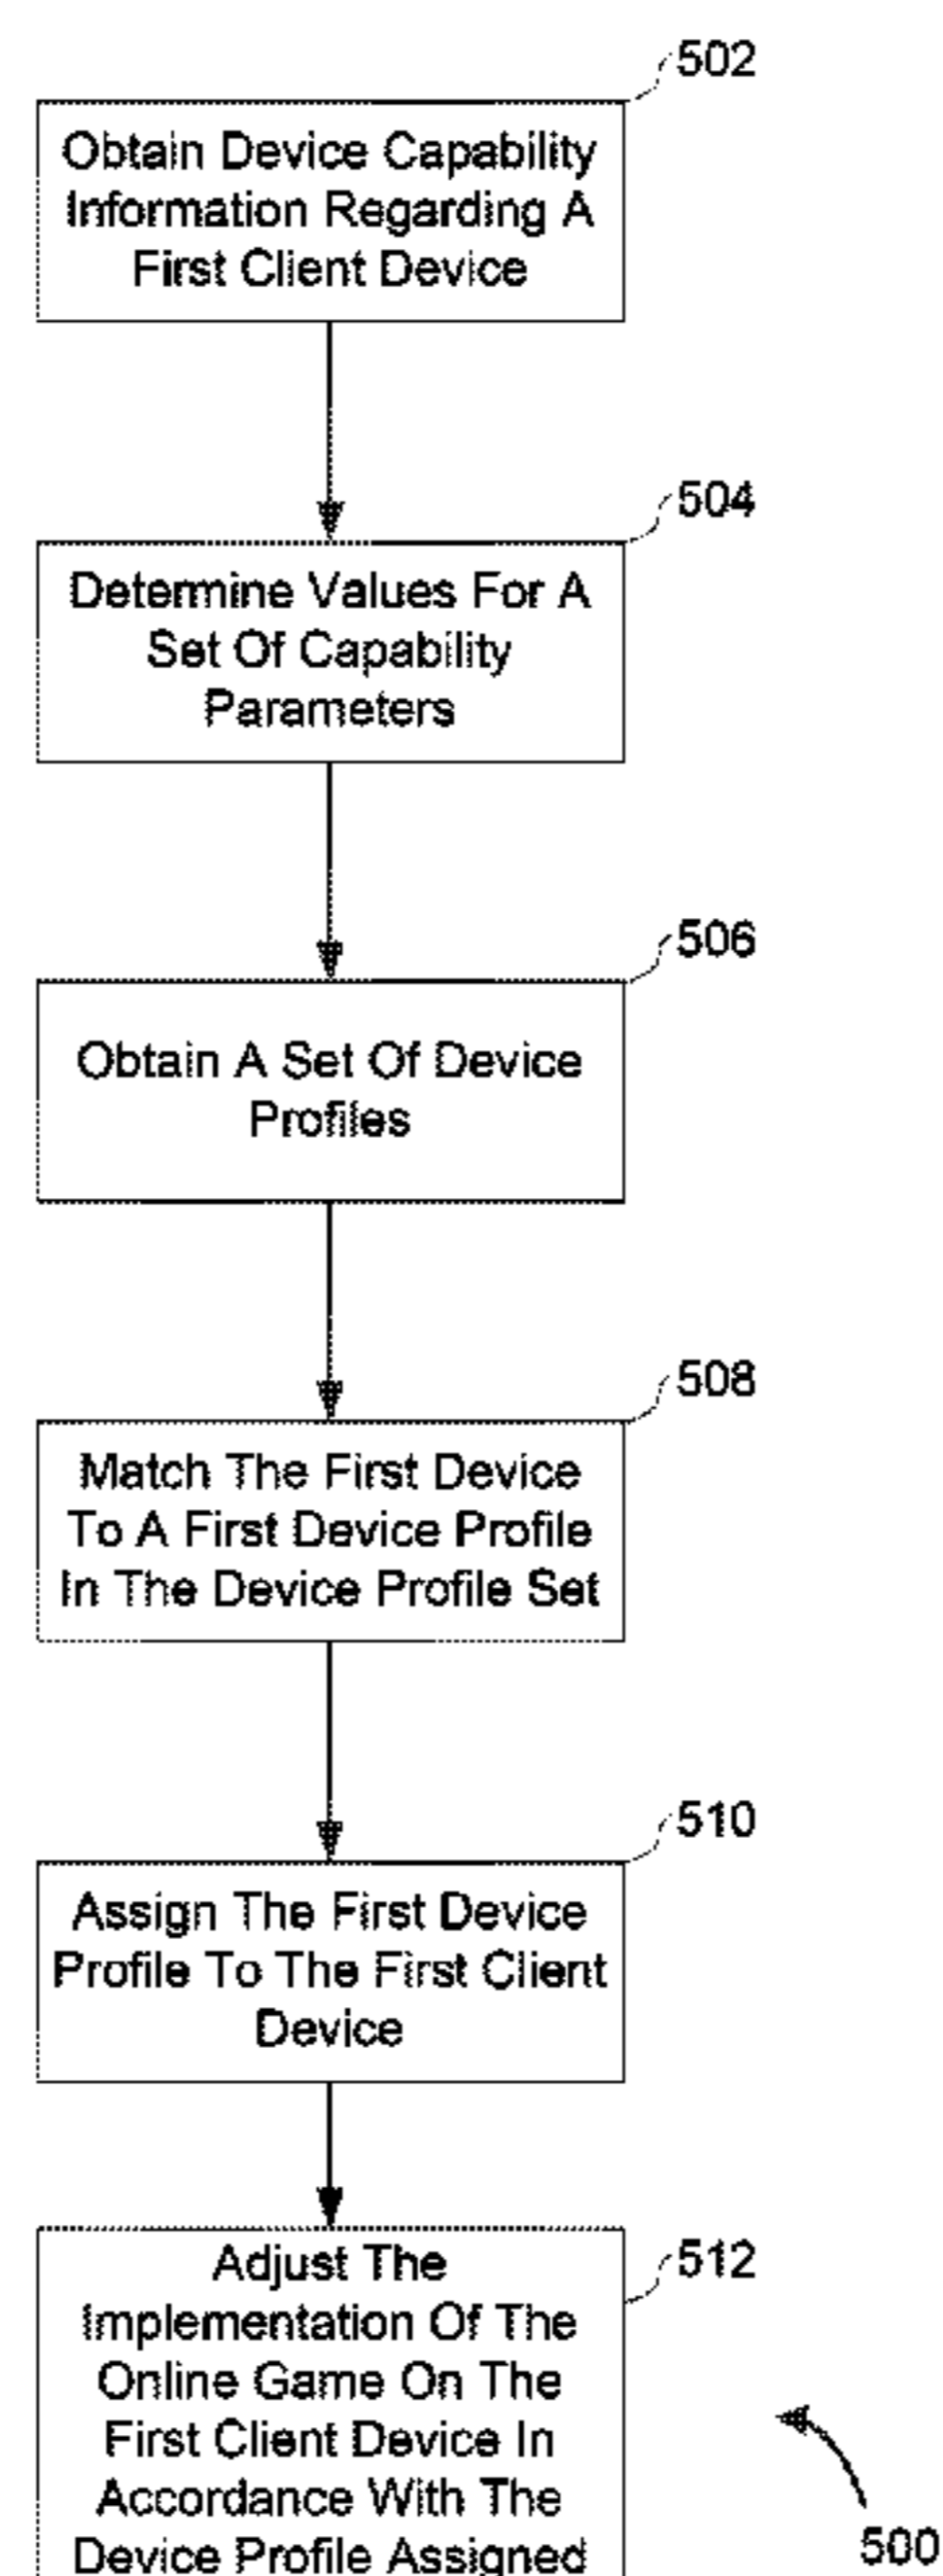 502
Obtain Device Capability
Information Regarding A
First Client Device
504
Determine Values For A
Set Of Capability
Parameters
506
Obtain A Set Of Device
Profiles
508
Match The First Device
To A First Device Profile
In The Device Profile Set
510
Assign The First Device
Profile To The First Client
Device
512
Adjust The
Implementation Of The
Online Game On The
First Client Device In
Accordance With The
Device Profile Assigned
500